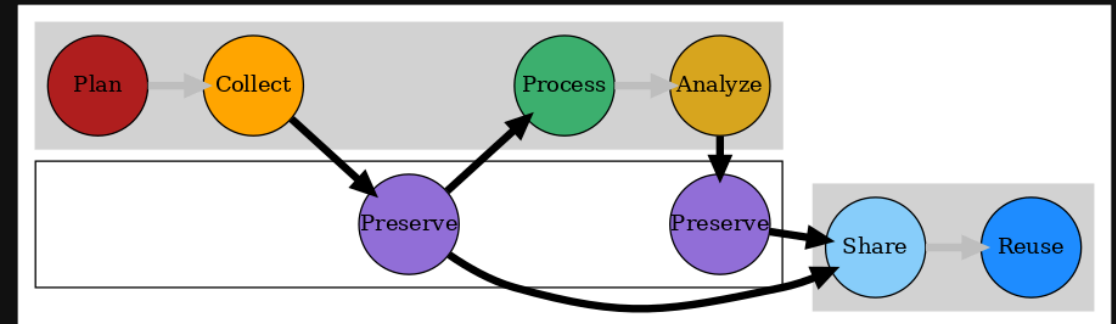 Plan
Collect
Process
Analyze
Preserve
Preserve
Share
Reuse